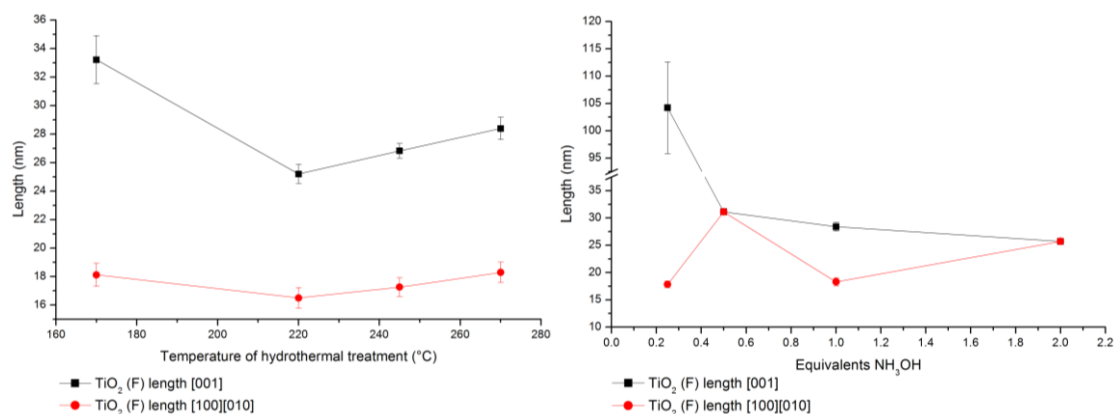 36
34
32
30
28
26
24
22
20
18
16
Length (nm)
160 180 200 220 240 260 280
Temperature of hydrothermal treatment (°C)
TiO₂ (F) length [001]
TiO₂ (F) length [100][010]
120
115
110
105
100
95
35
30
25
20
15
10
Length (nm)
0.0 0.2 0.4 0.6 0.8 1.0 1.2 1.4 1.6 1.8 2.0 2.2
Equivalents NH₃OH
TiO₂ (F) length [001]
TiO₂ (F) length [100][010]